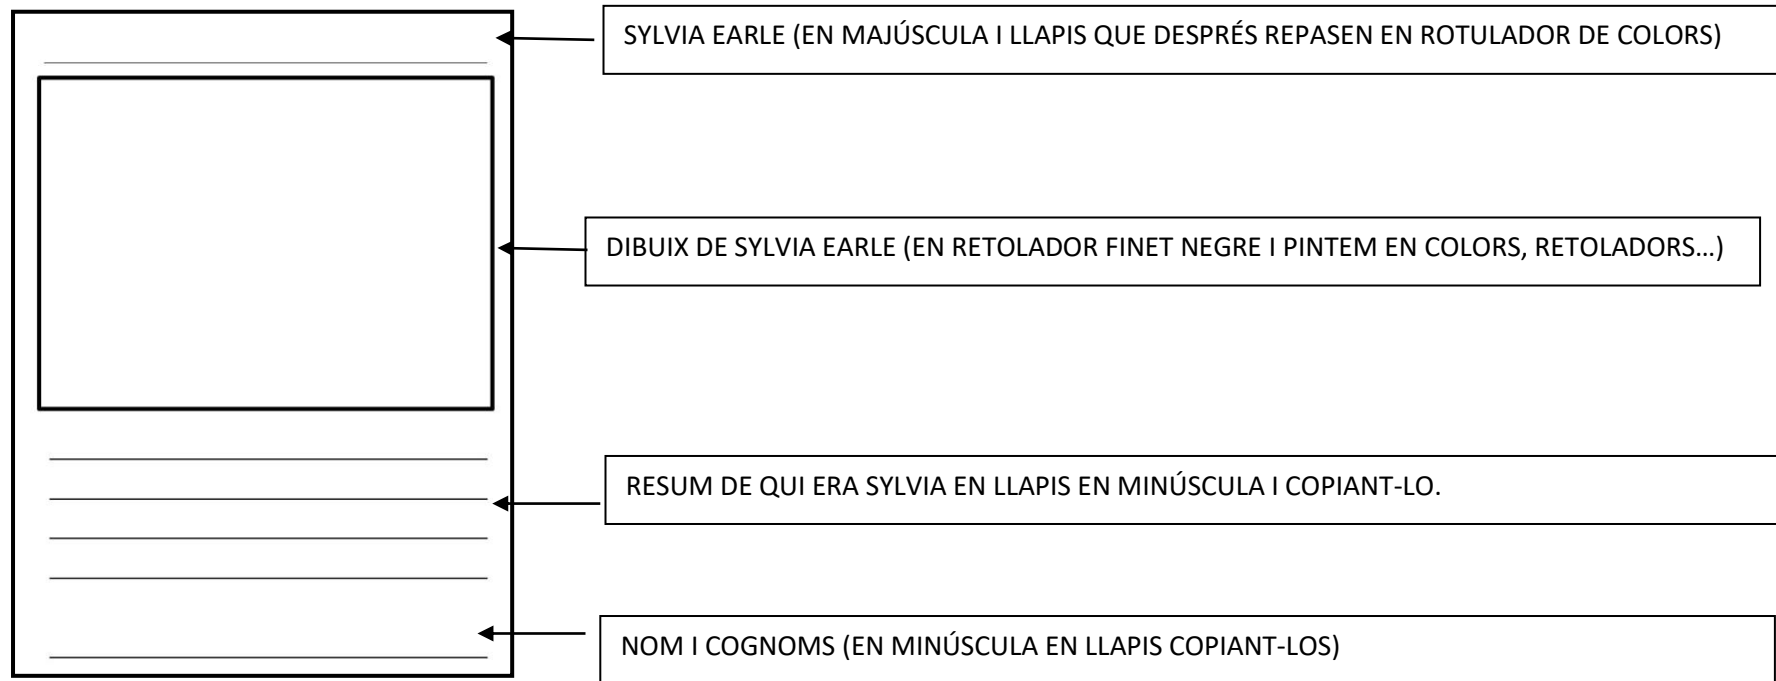 SYLVIA EARLE (EN MAJÚSCULA I LLAPIS QUE DESPRÉS REPASEN EN ROTULADOR DE COLORS)
DIBUIX DE SYLVIA EARLE (EN RETOLADOR FINET NEGRE I PINTEM EN COLORS, RETOLADORS…)
RESUM DE QUI ERA SYLVIA EN LLAPIS EN MINÚSCULA I COPIANT-LO.
NOM I COGNOMS (EN MINÚSCULA EN LLAPIS COPIANT-LOS)